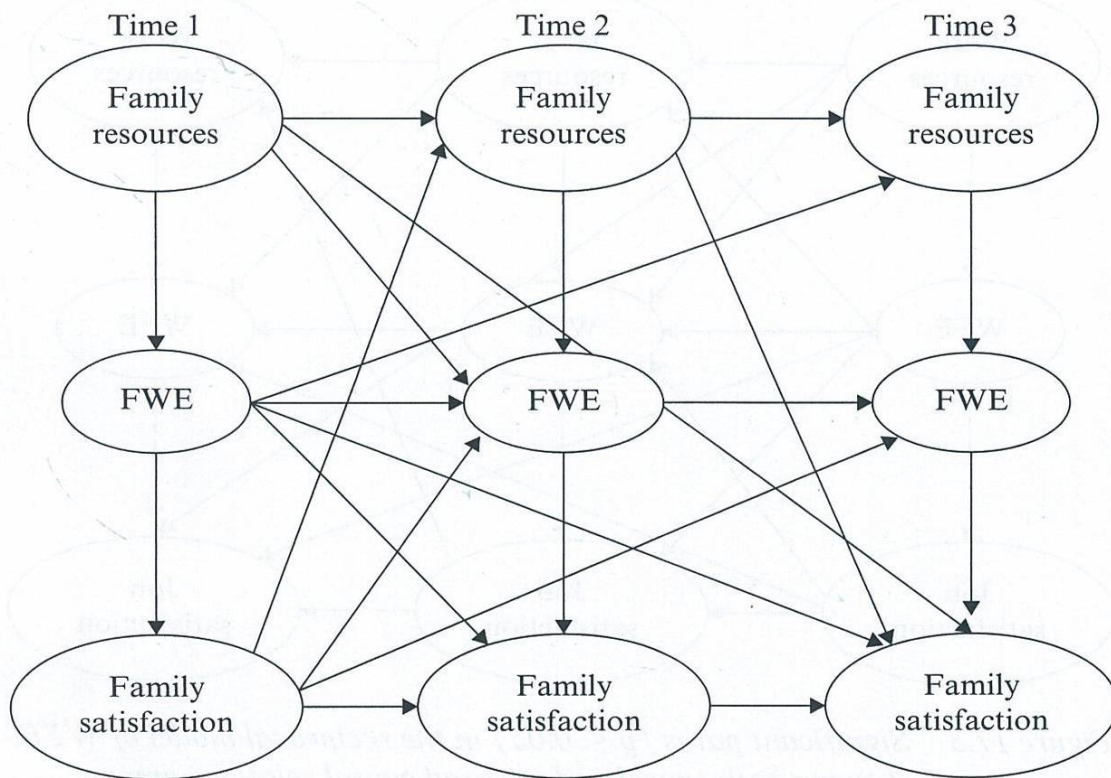 Time 1 Time 2 Time 3
Family Family Family
resources resources resources
FWE FWE FWE
Family Family Family
satisfaction satisfaction satisfaction